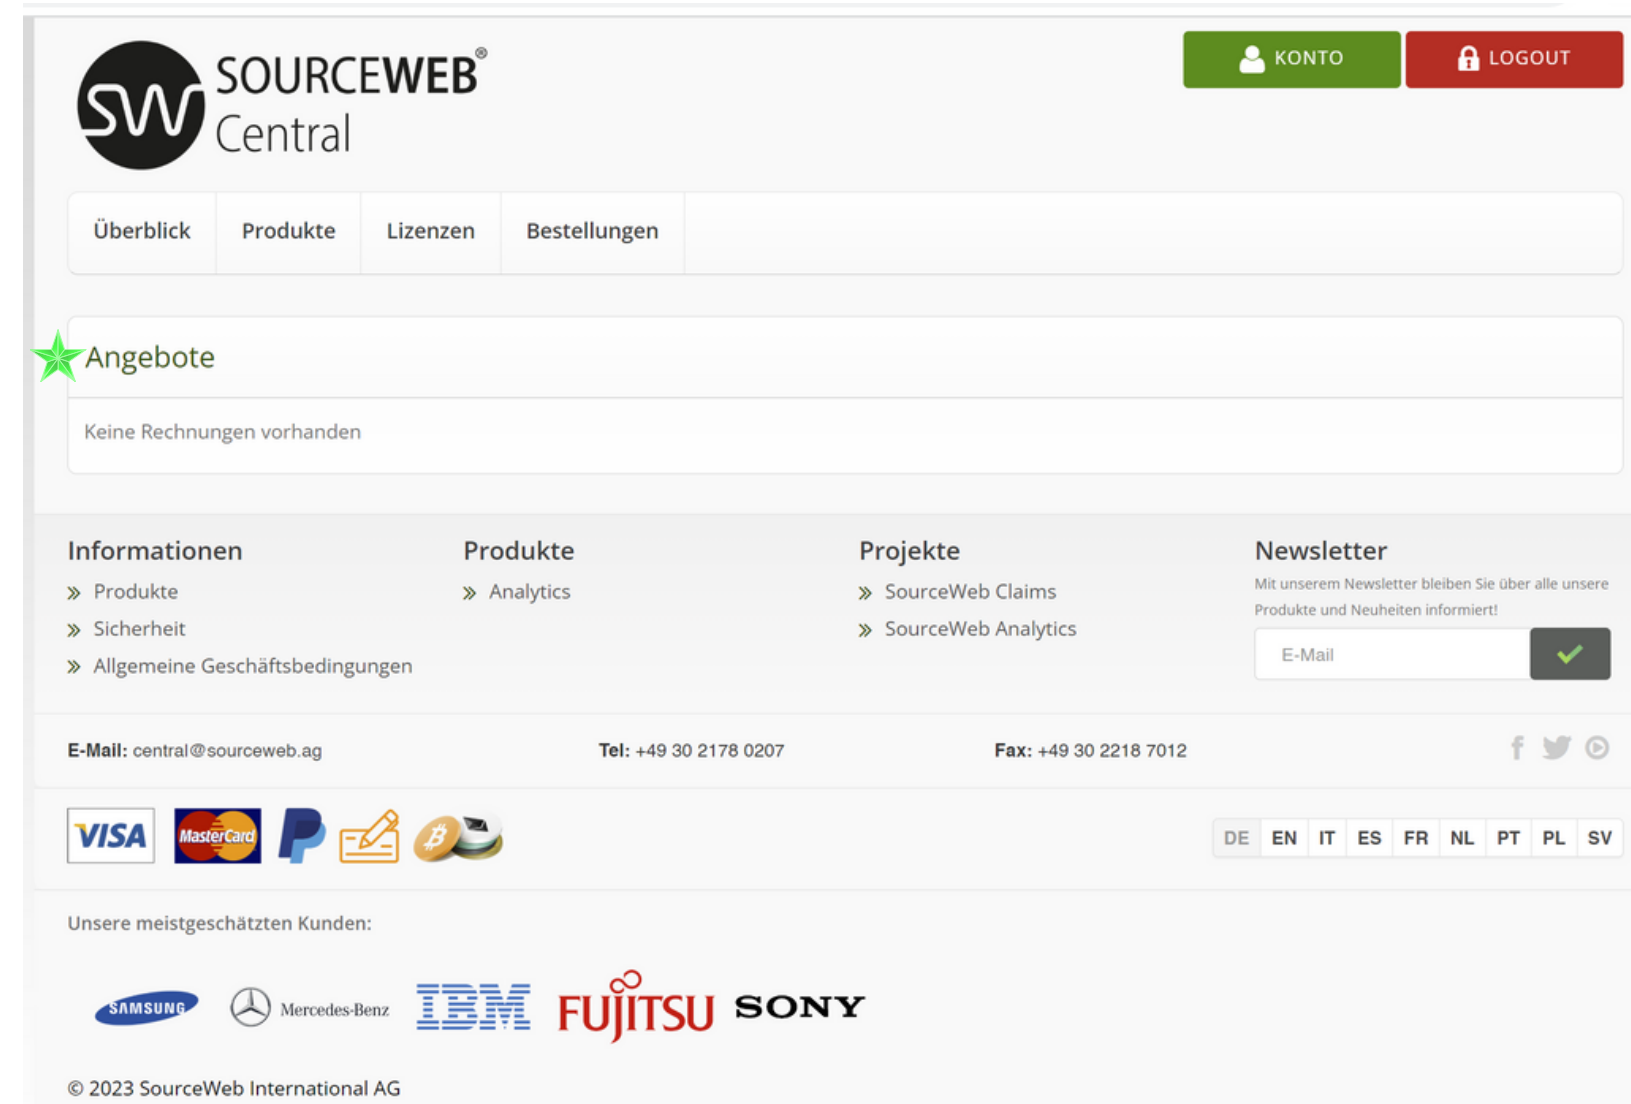 SW SOURCEWEB®
Central
KONTO
LOGOUT
Überblick Produkte Lizenzen Bestellungen
Angebote
Keine Rechnungen vorhanden
Informationen
» Produkte
» Sicherheit
» Allgemeine Geschäftsbedingungen
Produkte
» Analytics
Projekte
» SourceWeb Claims
» SourceWeb Analytics
Newsletter
Mit unserem Newsletter bleiben Sie über alle unsere
Produkte und Neuheiten informiert!
E-Mail
E-Mail: central@sourceweb.ag Tel: +49 30 2178 0207 Fax: +49 30 2218 7012
VISA MasterCard
DE EN IT ES FR NL PT PL SV
Unsere meistgeschätzten Kunden:
SAMSUNG Mercedes-Benz IBM FUJITSU SONY
© 2023 SourceWeb International AG